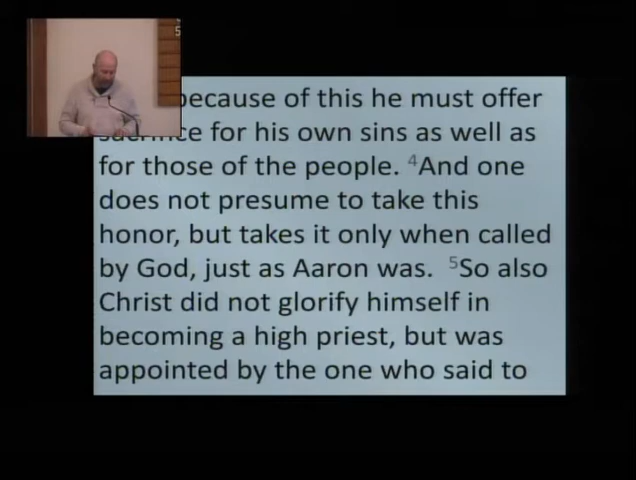 because of this he must offer
sacrifice for his own sins as well as
for those of the people. ⁴And one
does not presume to take this
honor, but takes it only when called
by God, just as Aaron was. ⁵So also
Christ did not glorify himself in
becoming a high priest, but was
appointed by the one who said to